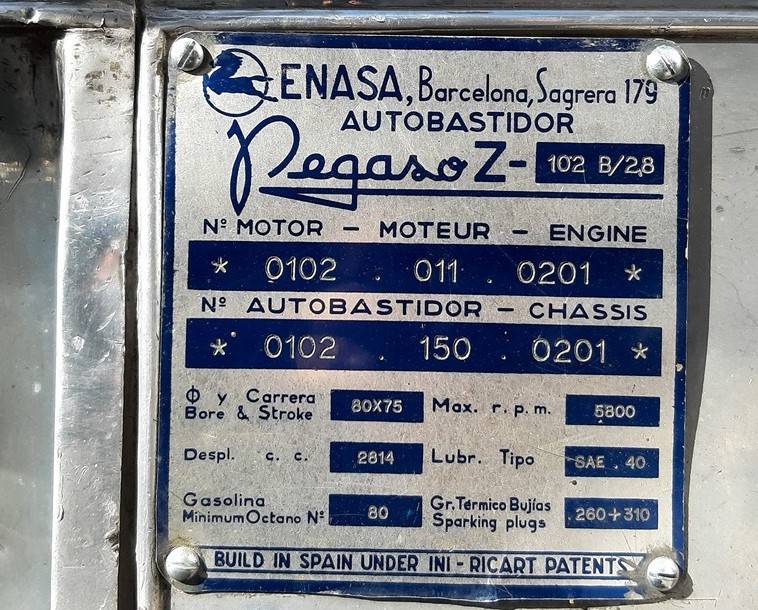 ENASA, Barcelona, Sagrera 179
AUTOBASTIDOR
Pegaso Z- 102 B/2,8
Nº MOTOR - MOTEUR - ENGINE
* 0102 . 011 . 0201 *
Nº AUTOBASTIDOR - CHASSIS
* 0102 . 150 . 0201 *
Φ y Carrera
Bore & Stroke 80X75 Max. r.p.m. 5800
Despl. c.c. 2814 Lubr. Tipo SAE . 40
Gasolina
Minimum Octano Nº 80
Gr. Térmico Bujías
Sparking plugs 260+310
BUILD IN SPAIN UNDER INI - RICART PATENTS